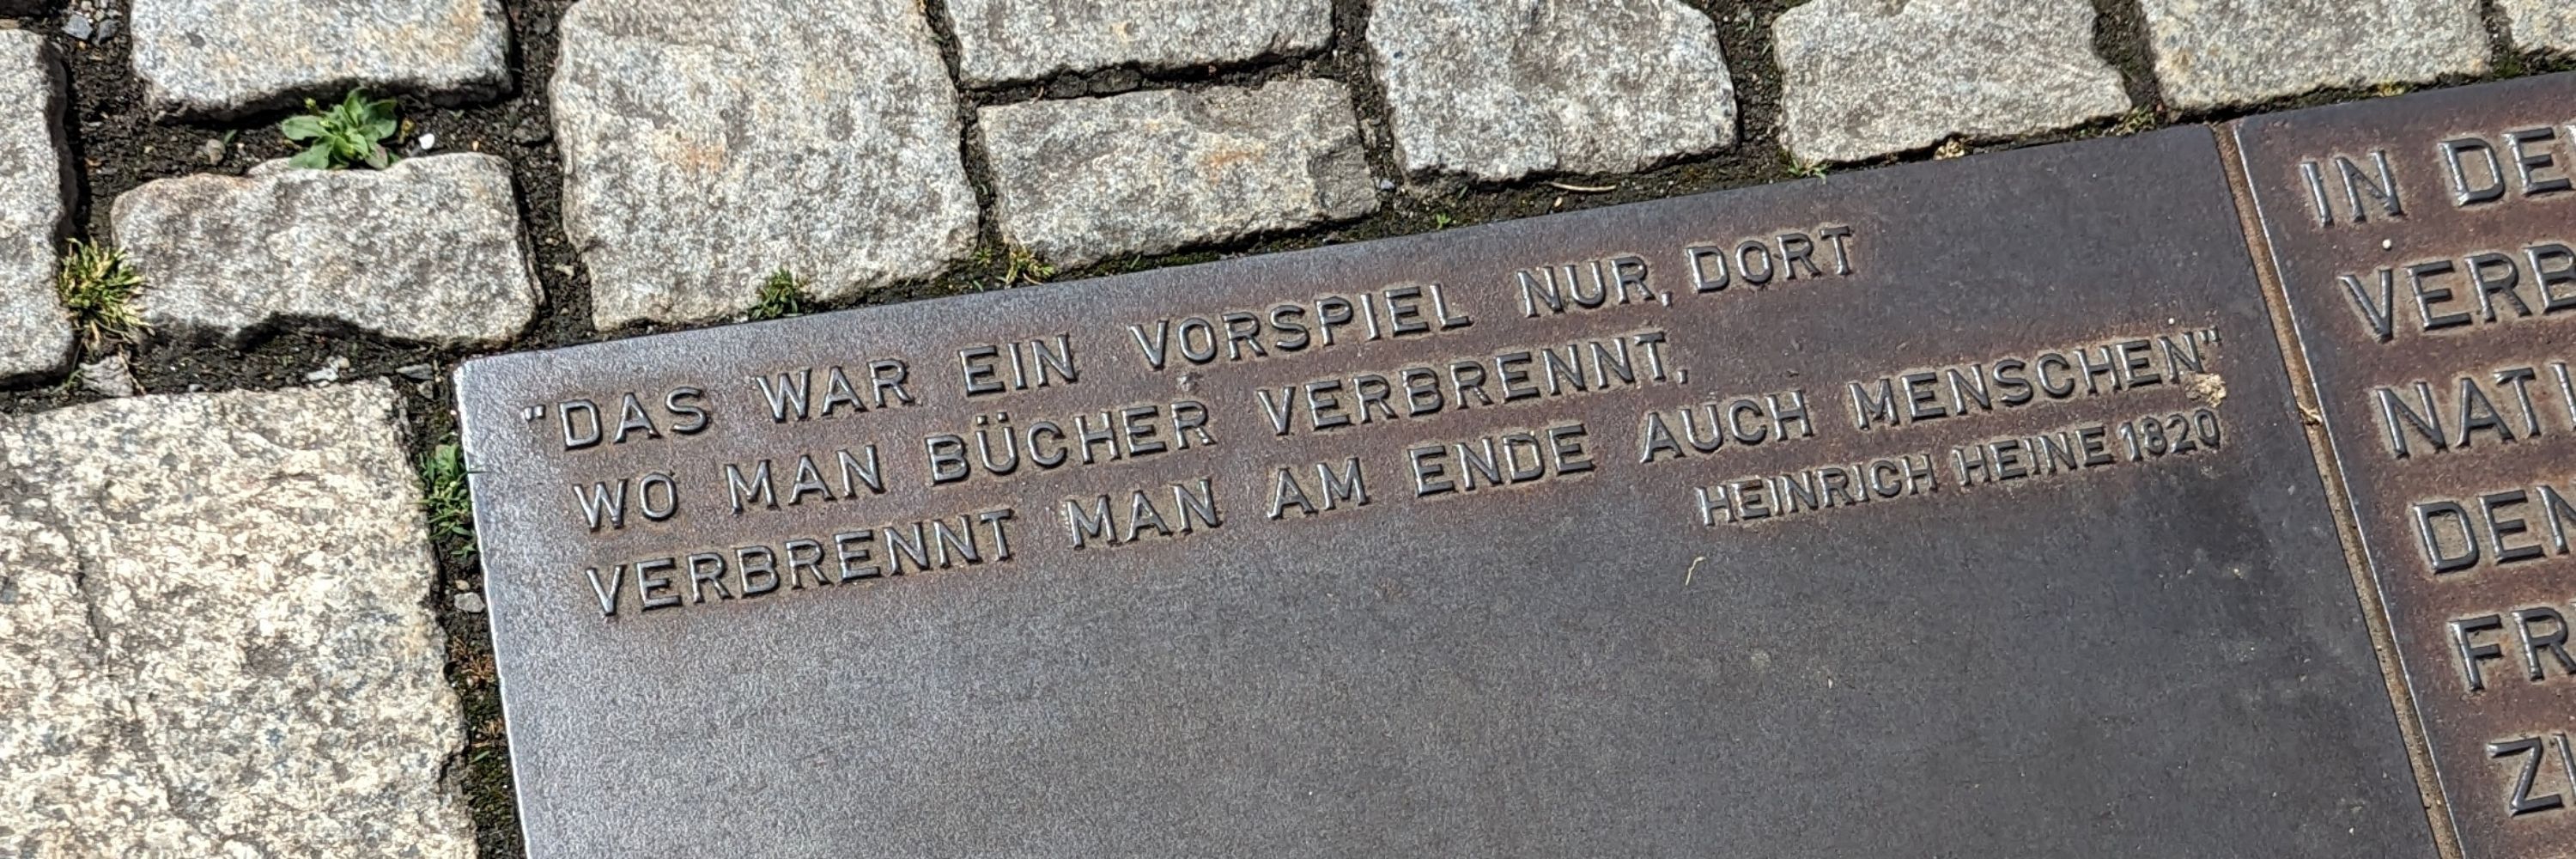 "DAS WAR EIN VORSPIEL NUR, DORT
WO MAN BÜCHER VERBRENNT,
VERBRENNT MAN AM ENDE AUCH MENSCHEN"
HEINRICH HEINE 1820
IN